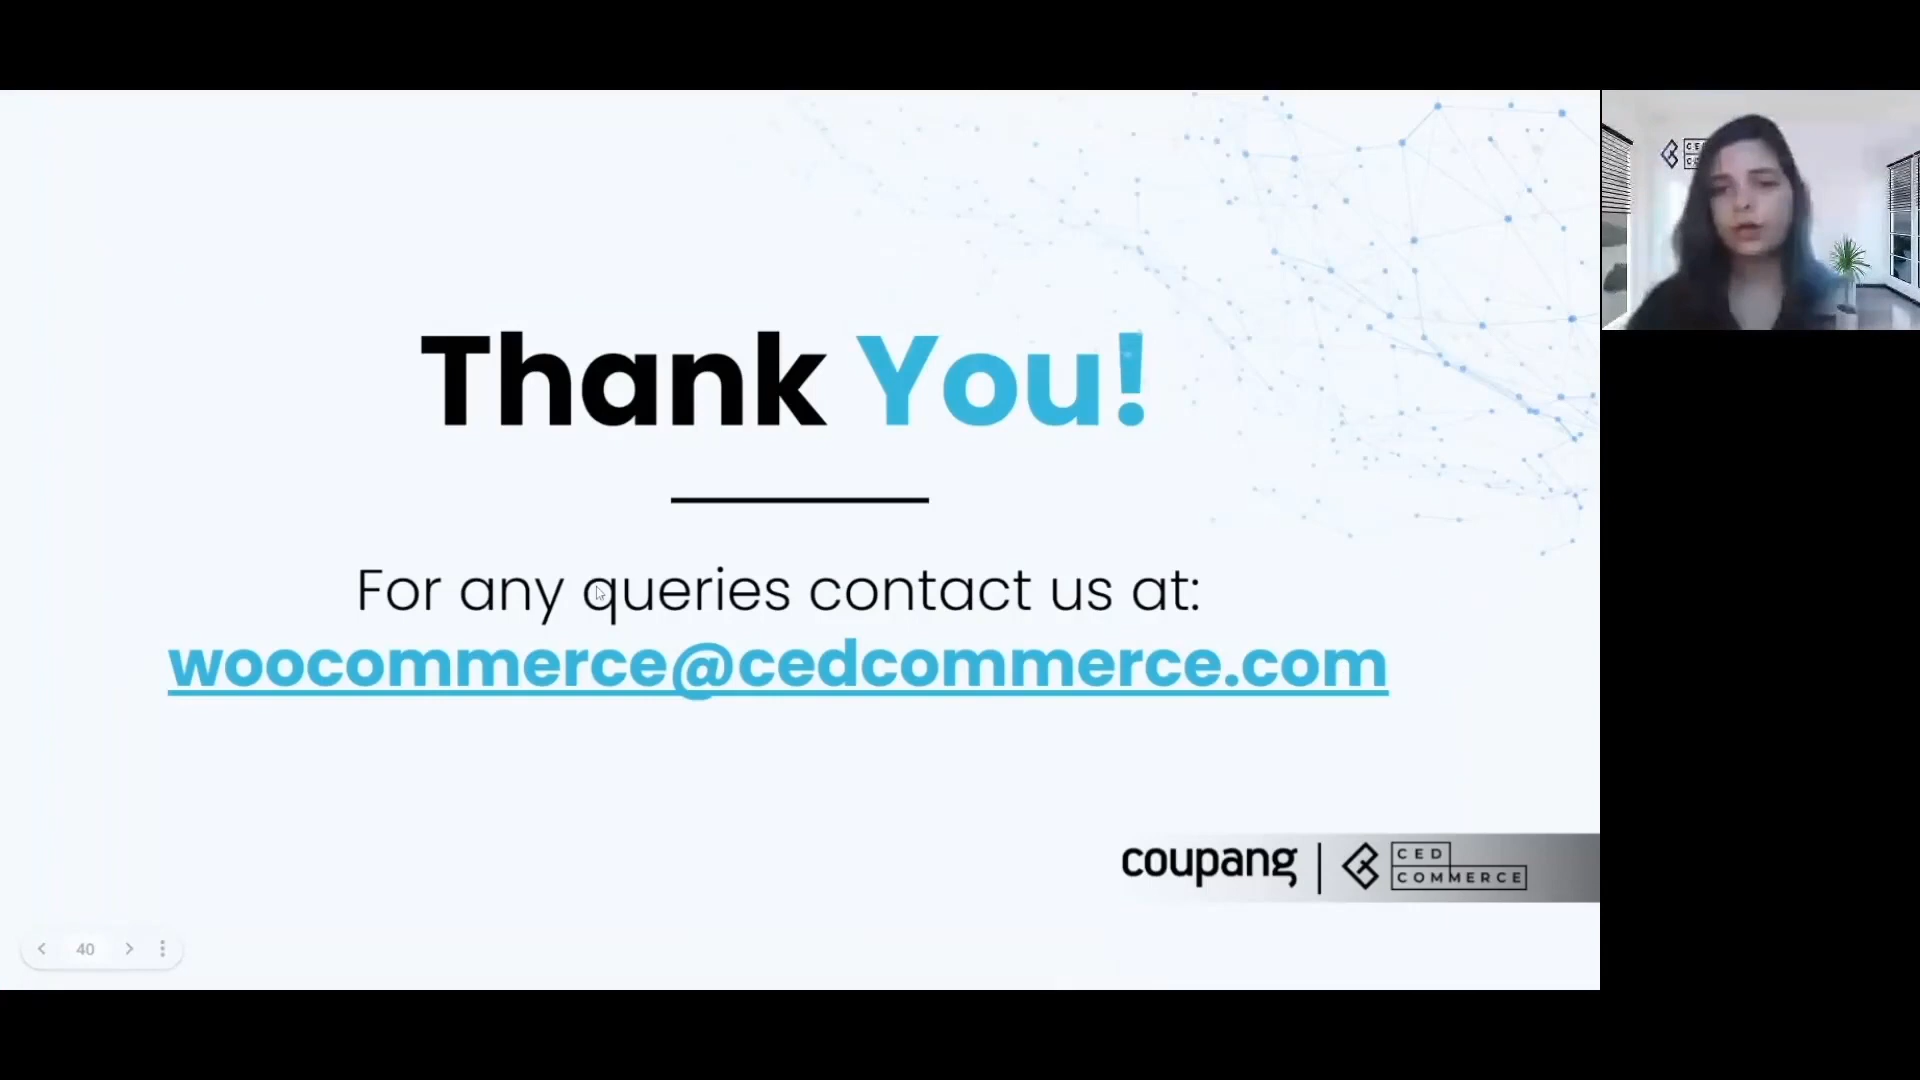 Thank You!
For any queries contact us at:
woocommerce@cedcommerce.com
coupang
CED
COMMERCE
40